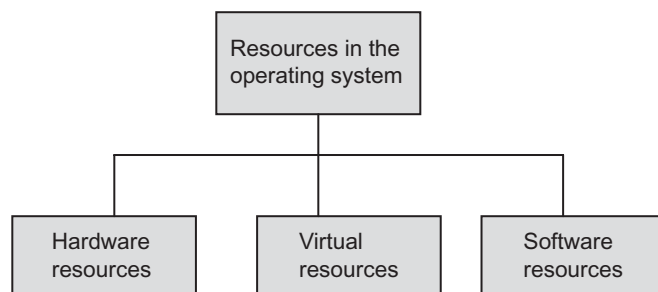 Resources in the
operating system
Hardware
resources
Virtual
resources
Software
resources